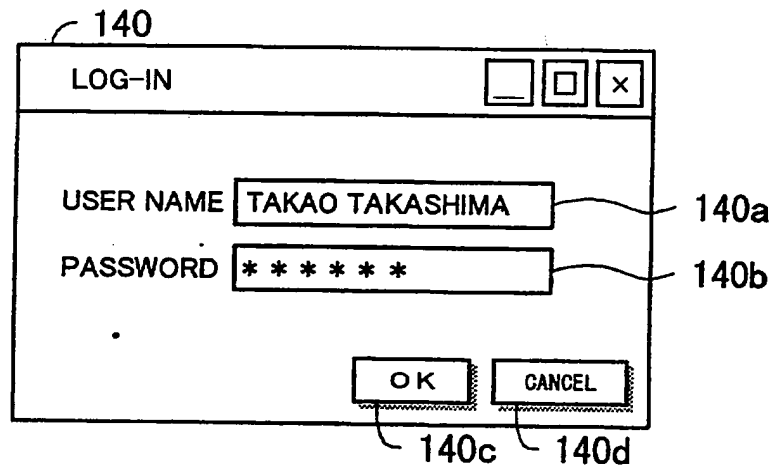 140
LOG-IN
USER NAME TAKAO TAKASHIMA 140a
PASSWORD ****** 140b
OK CANCEL
140c 140d